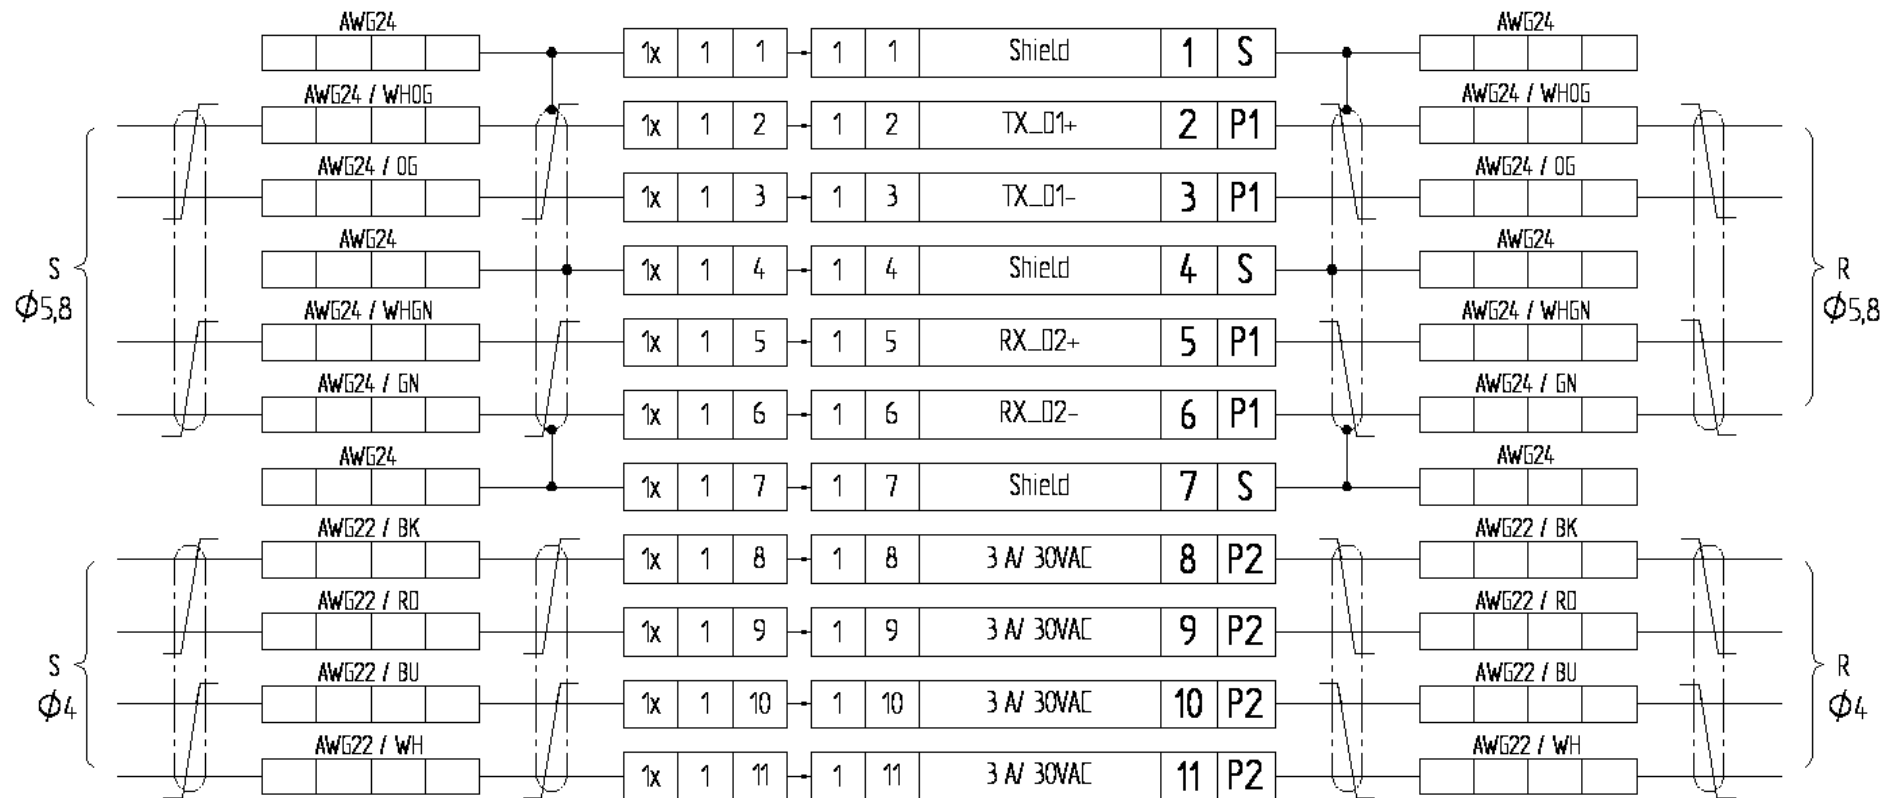 AWG24 AWG24
1x 1 1 1 1 Shield 1 S
AWG24 / WHOG AWG24 / WHOG
1x 1 2 1 2 TX_01+ 2 P1
AWG24 / OG AWG24 / OG
1x 1 3 1 3 TX_01- 3 P1
AWG24 AWG24
S 1x 1 4 1 4 Shield 4 S R
Φ5,8 AWG24 / WHGN AWG24 / WHGN Φ5,8
1x 1 5 1 5 RX_02+ 5 P1
AWG24 / GN AWG24 / GN
1x 1 6 1 6 RX_02- 6 P1
AWG24 AWG24
1x 1 7 1 7 Shield 7 S
AWG22 / BK AWG22 / BK
1x 1 8 1 8 3 A/ 30VAC 8 P2
AWG22 / RD AWG22 / RD
1x 1 9 1 9 3 A/ 30VAC 9 P2
S AWG22 / BU AWG22 / BU R
Φ4 1x 1 10 1 10 3 A/ 30VAC 10 P2 Φ4
AWG22 / WH AWG22 / WH
1x 1 11 1 11 3 A/ 30VAC 11 P2